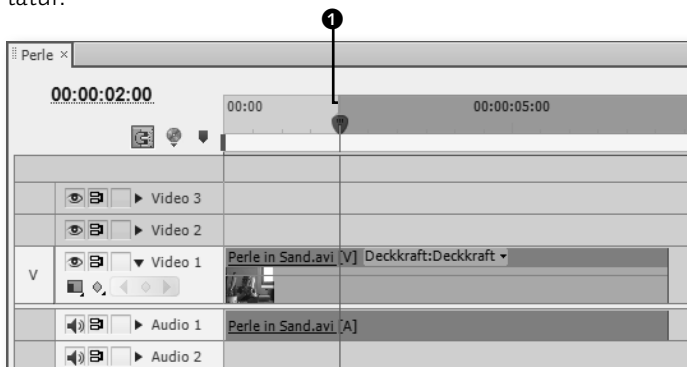 tatur.
1
Perle ×
00:00:02:00
00:00 00:00:05:00
Video 3
Video 2
V Video 1
Perle in Sand.avi [V] Deckkraft:Deckkraft
Audio 1 Perle in Sand.avi [A]
Audio 2